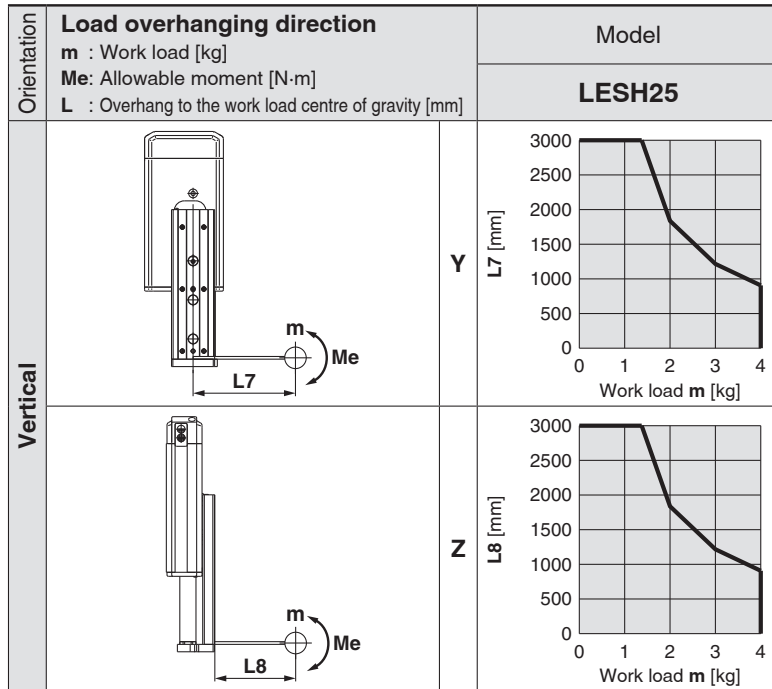 Orientation
Load overhanging direction
m : Work load [kg]
Me: Allowable moment [N·m]
L : Overhang to the work load centre of gravity [mm]
Model
LESH25
Vertical
m
Me
L7
Y
L7 [mm]
3000
2500
2000
1500
1000
500
0
0 1 2 3 4
Work load m [kg]
m
Me
L8
Z
L8 [mm]
3000
2500
2000
1500
1000
500
0
0 1 2 3 4
Work load m [kg]